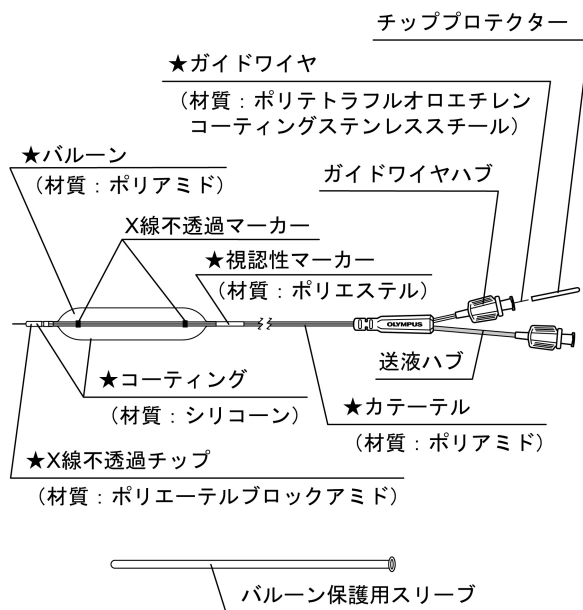 チッププロテクター
★ガイドワイヤ
(材質：ポリテトラフルオロエチレン
コーティングステンレススチール)
★バルーン
(材質：ポリアミド)
ガイドワイヤハブ
X線不透過マーカー
★視認性マーカー
(材質：ポリエステル)
OLYMPUS
送液ハブ
★コーティング
(材質：シリコーン)
★カテーテル
(材質：ポリアミド)
★X線不透過チップ
(材質：ポリエーテルブロックアミド)
バルーン保護用スリーブ